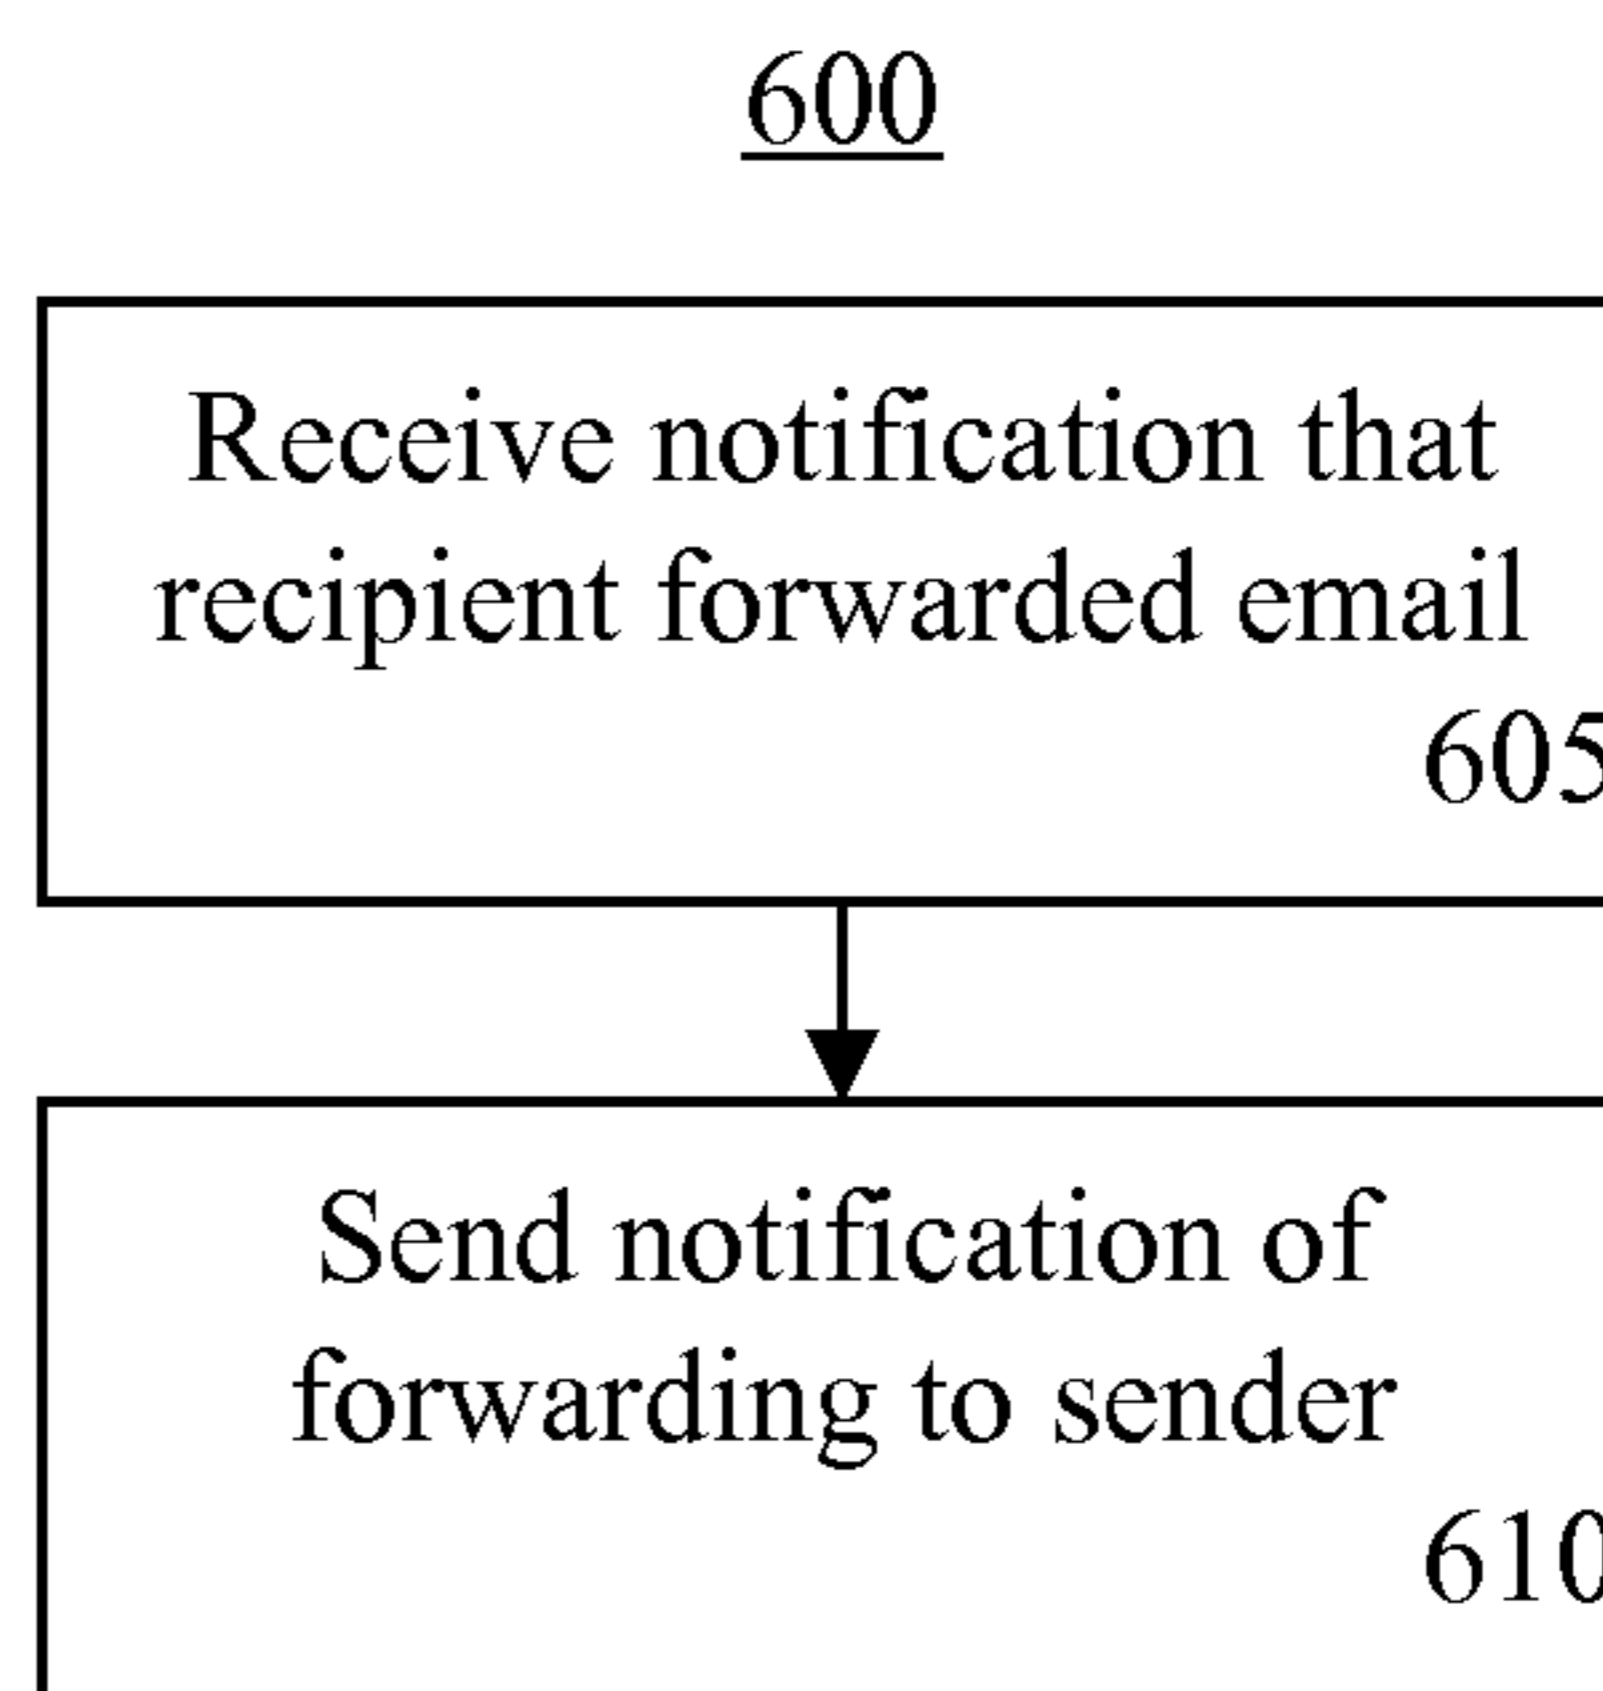 600
Receive notification that
recipient forwarded email
605
Send notification of
forwarding to sender
610